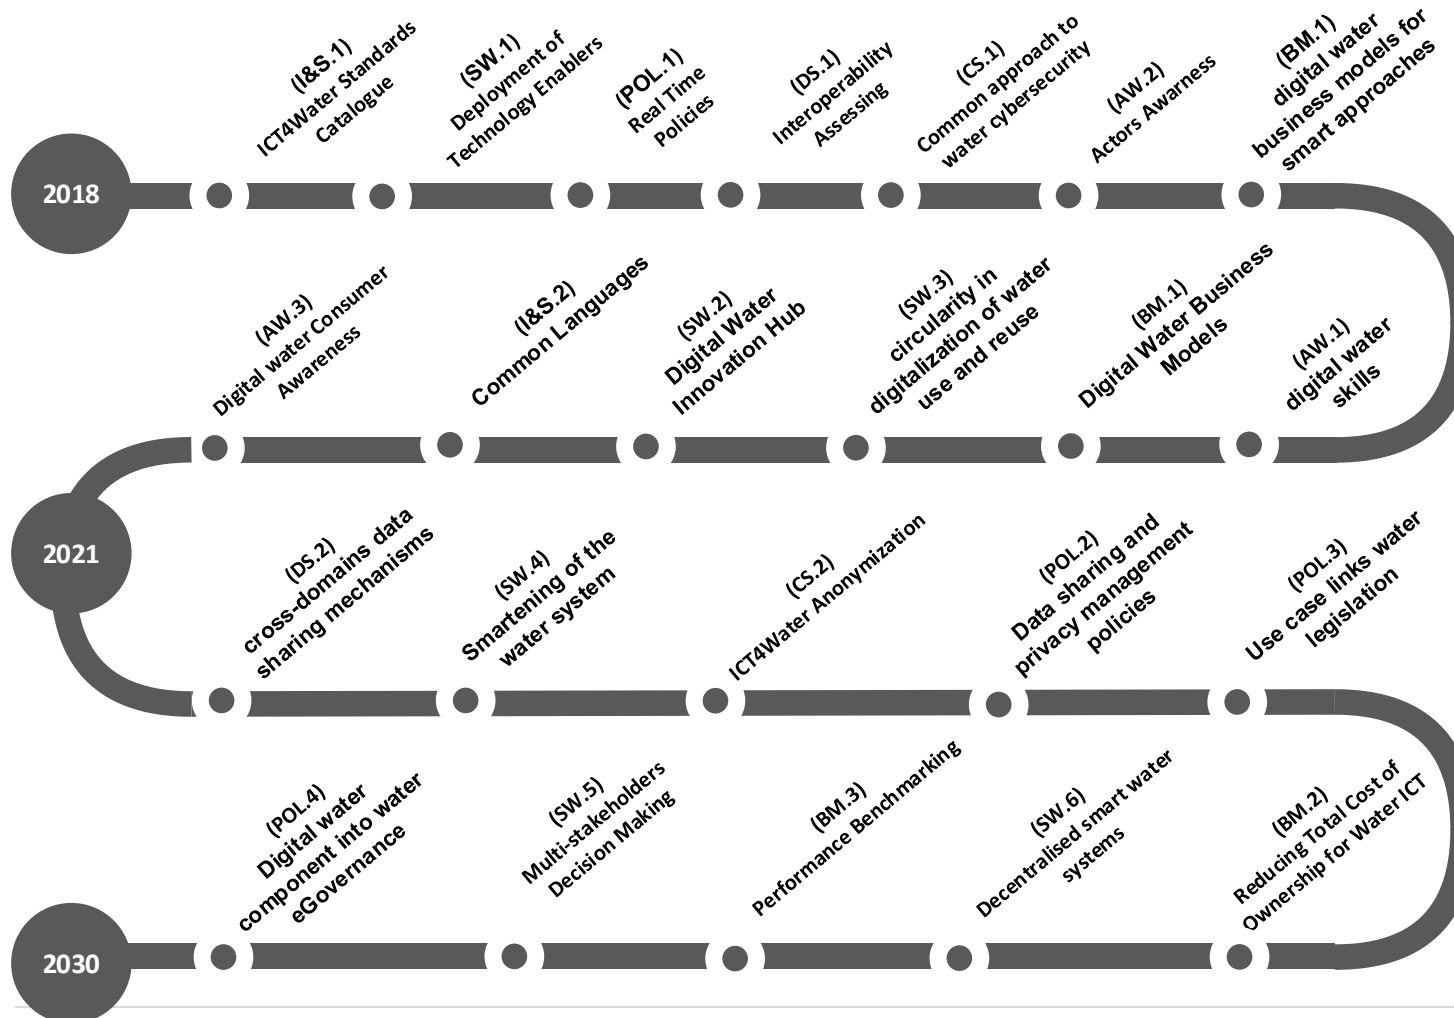 2018
(I&S.1)
ICT4Water Standards
Catalogue
(SW.1)
Deployment of
Technology Enablers
(POL.1)
Real Time
Policies
(DS.1)
Interoperability
Assessing
(CS.1)
Common approach to
water cybersecurity
(AW.2)
Actors Awarness
(BM.1)
digital water
business models for
smart approaches
(AW.3)
Digital water Consumer
Awareness
(I&S.2)
Common Languages
(SW.2)
Digital Water
Innovation Hub
(SW.3)
circularity in
digitalization of water
use and reuse
(BM.1)
Digital Water Business
Models
(AW.1)
digital water
skills
2021
(DS.2)
cross-domains data
sharing mechanisms
(SW.4)
Smartening of the
water system
(CS.2)
ICT4Water Anonymization
(POL.2)
Data sharing and
privacy management
policies
(POL.3)
Use case links water
legislation
2030
(POL.4)
Digital water
component into water
eGovernance
(SW.5)
Multi-stakeholders
Decision Making
(BM.3)
Performance Benchmarking
(SW.6)
Decentralised smart water
systems
(BM.2)
Reducing Total Cost of
Ownership for Water ICT